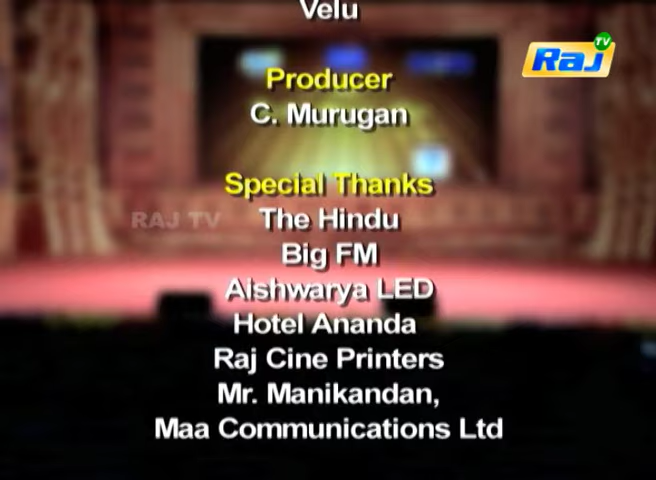 Velu
Raj TV
Producer
C. Murugan
Special Thanks
RAJ TV
The Hindu
Big FM
Aishwarya LED
Hotel Ananda
Raj Cine Printers
Mr. Manikandan,
Maa Communications Ltd